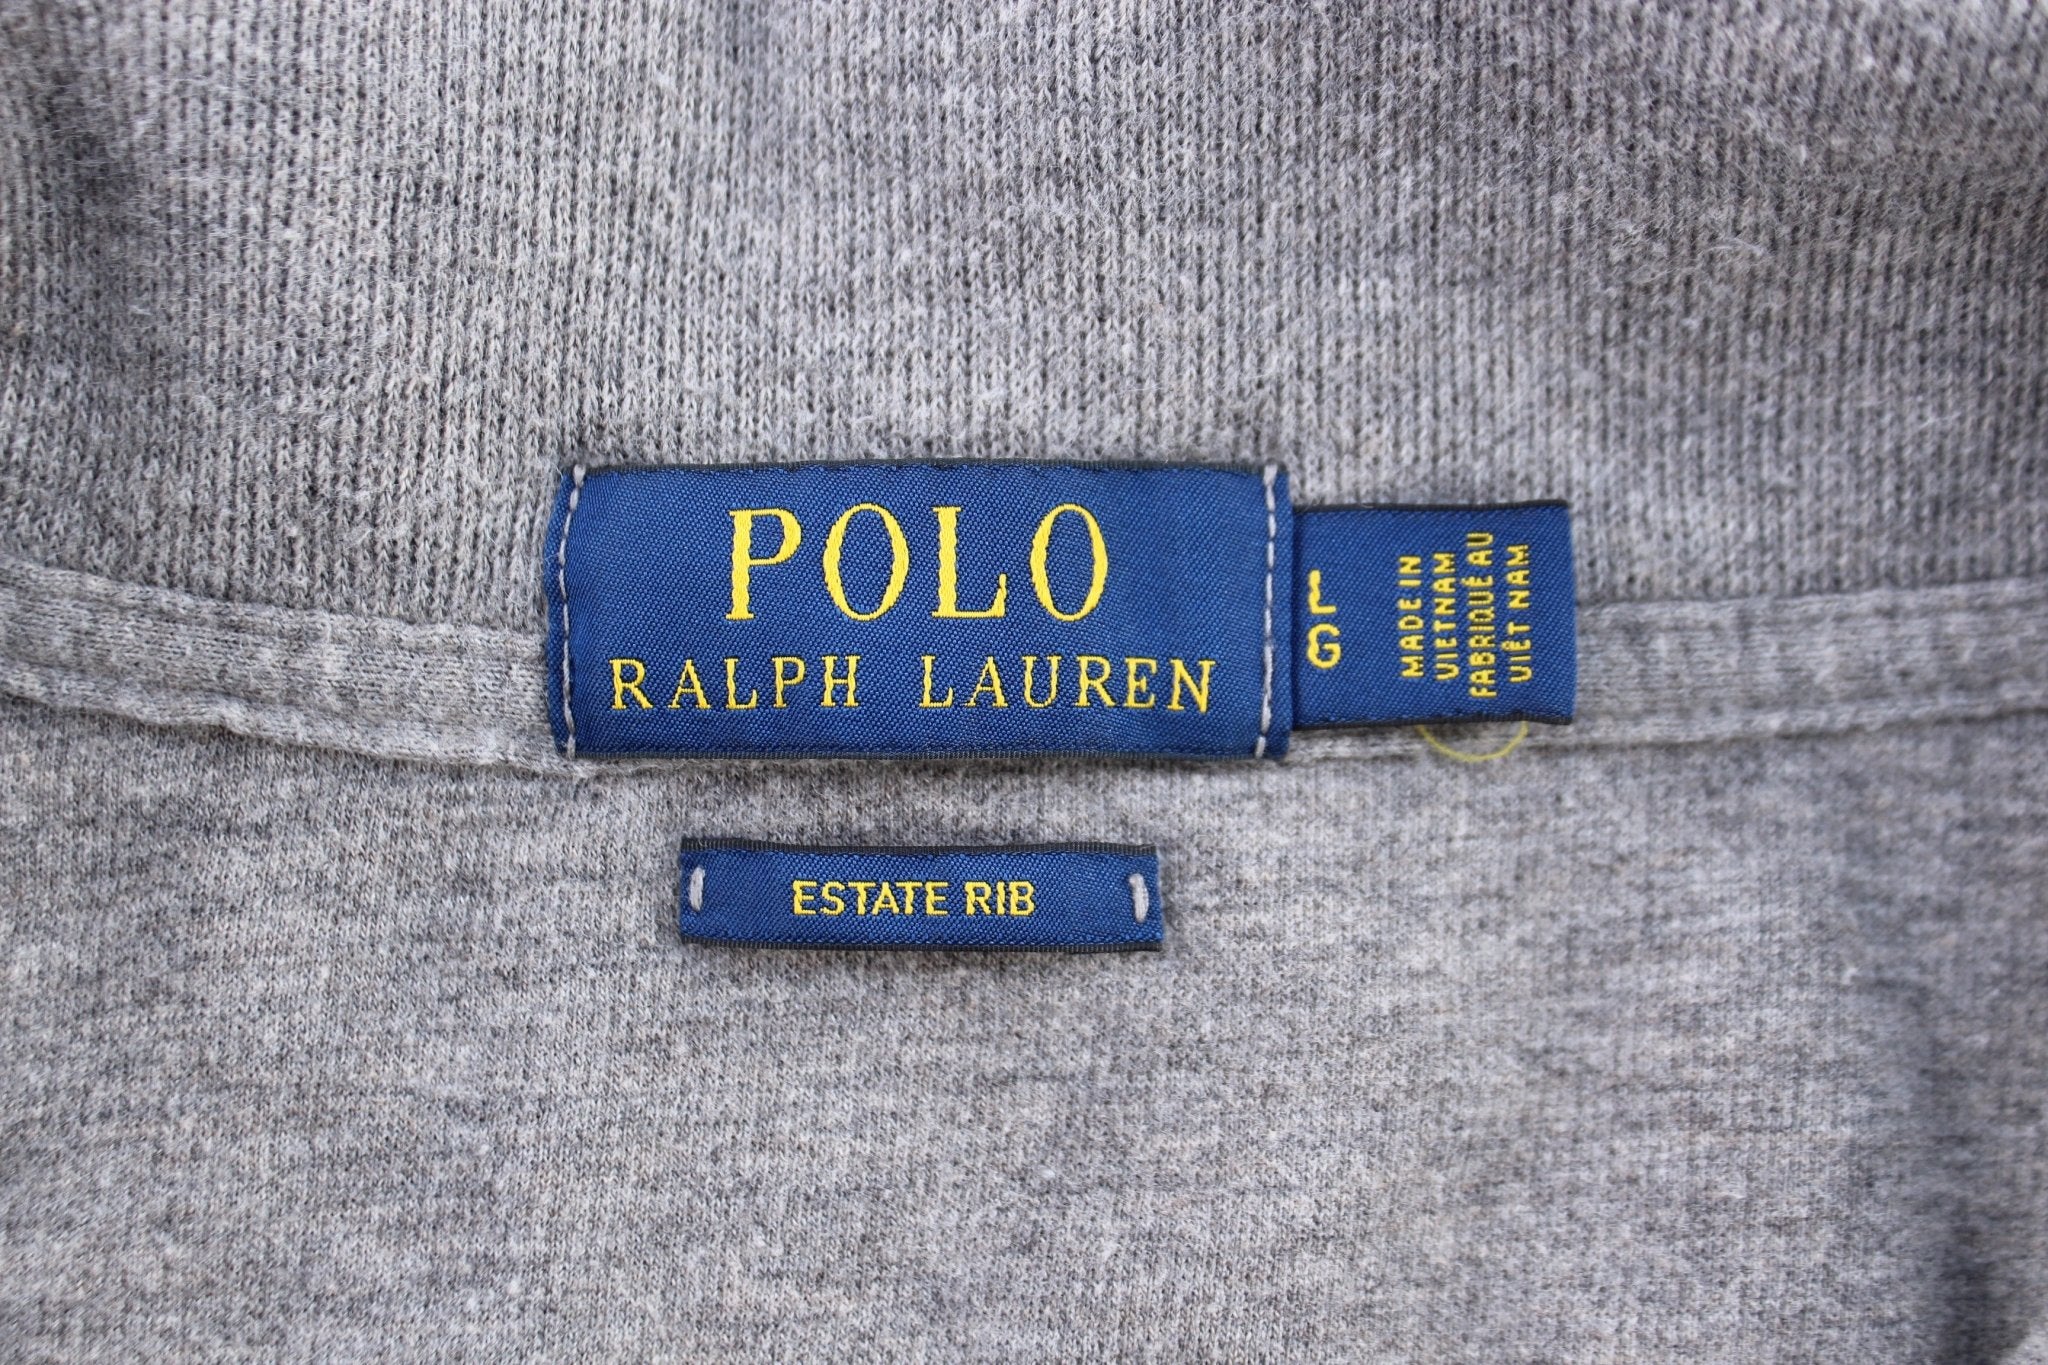 POLO
RALPH LAUREN
L
G
MADE IN
VIETNAM
FABRIQUÉ AU
VIÊT NAM
ESTATE RIB